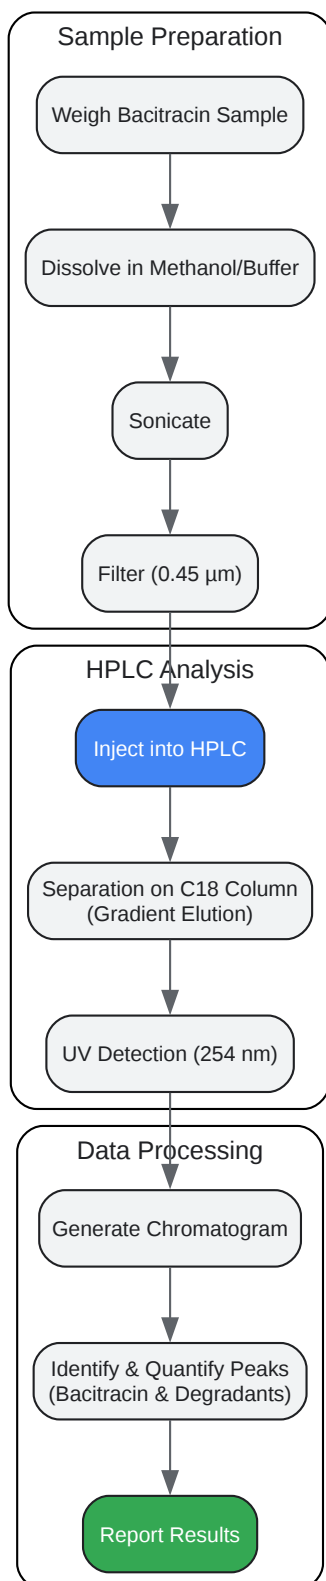 Sample Preparation
Weigh Bacitracin Sample
Dissolve in Methanol/Buffer
Sonicate
Filter (0.45 µm)
HPLC Analysis
Inject into HPLC
Separation on C18 Column
(Gradient Elution)
UV Detection (254 nm)
Data Processing
Generate Chromatogram
Identify & Quantify Peaks
(Bacitracin & Degradants)
Report Results